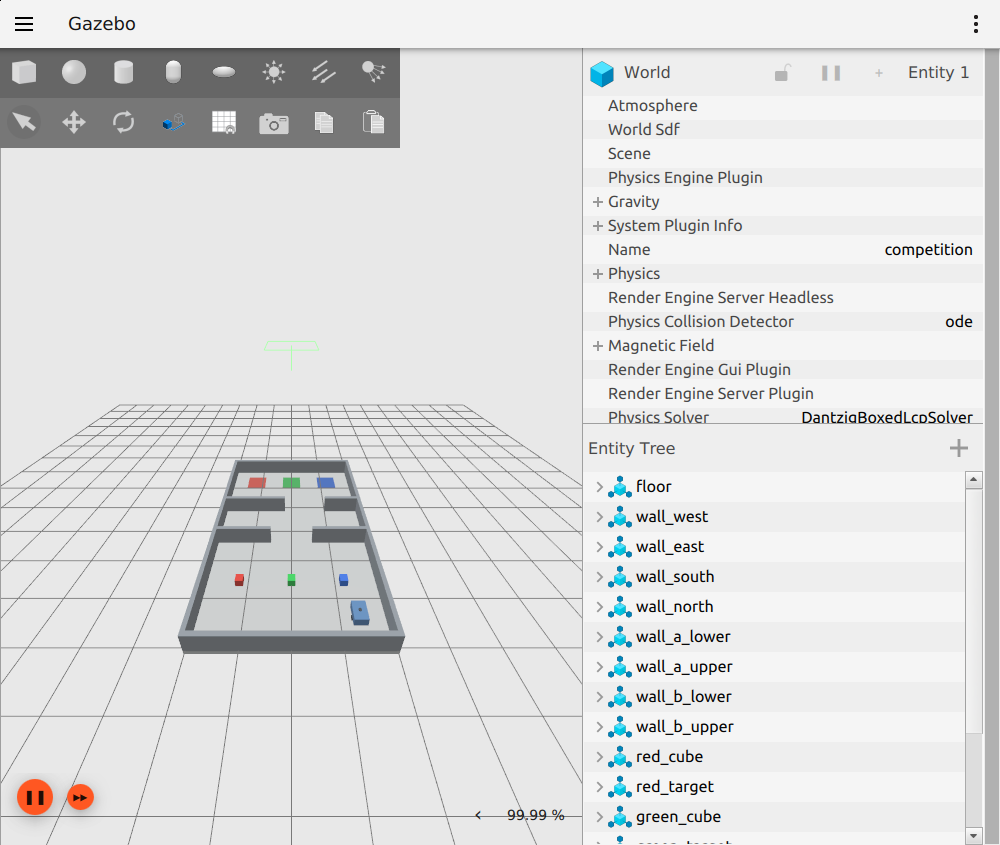 Gazebo
World
+
Entity 1
Atmosphere
World Sdf
Scene
Physics Engine Plugin
Gravity
System Plugin Info
Name competition
Physics
Render Engine Server Headless
Physics Collision Detector ode
Magnetic Field
Render Engine Gui Plugin
Render Engine Server Plugin
Physics Solver DantzigBoxedLcpSolver
Entity Tree
floor
wall_west
wall_east
wall_south
wall_north
wall_a_lower
wall_a_upper
wall_b_lower
wall_b_upper
red_cube
red_target
green_cube
99.99 %